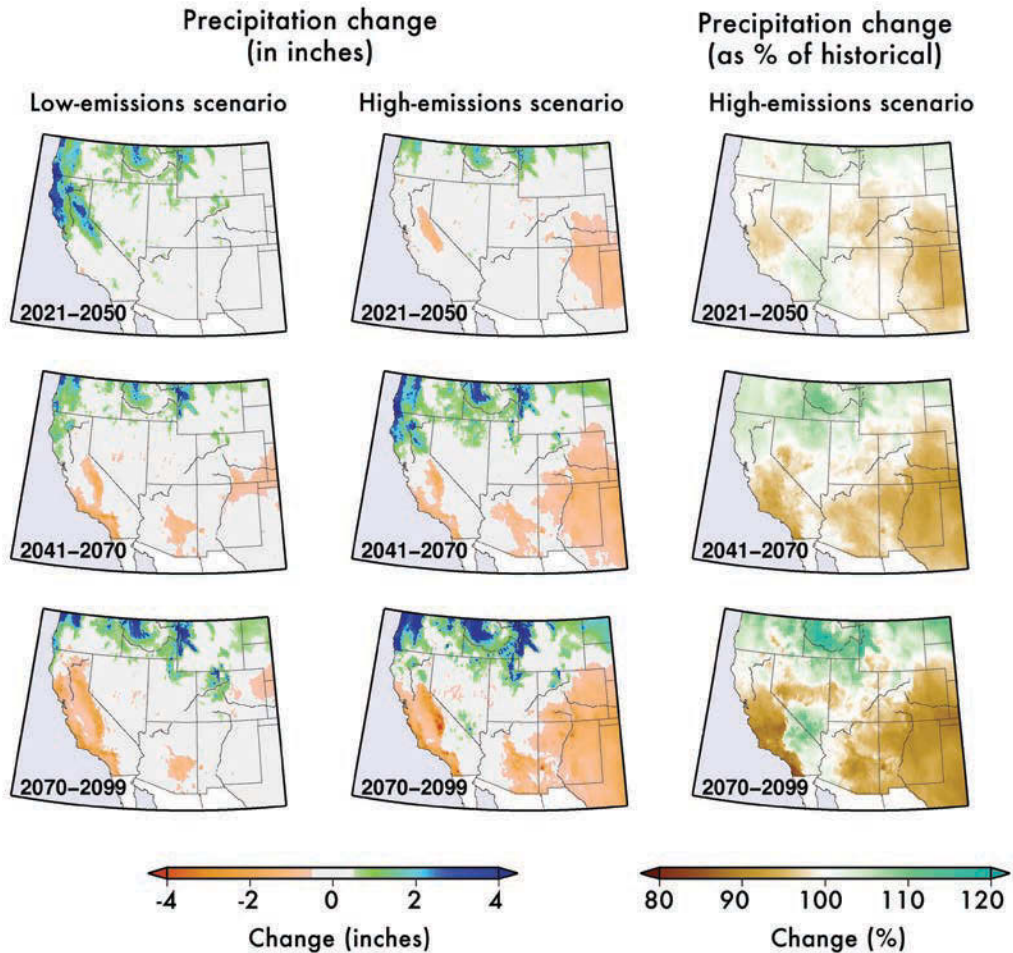 Precipitation change
(in inches)
Precipitation change
(as % of historical)
Low-emissions scenario
High-emissions scenario
High-emissions scenario
2021–2050
2021–2050
2021–2050
2041–2070
2041–2070
2041–2070
2070–2099
2070–2099
2070–2099
-4 -2 0 2 4
Change (inches)
80 90 100 110 120
Change (%)